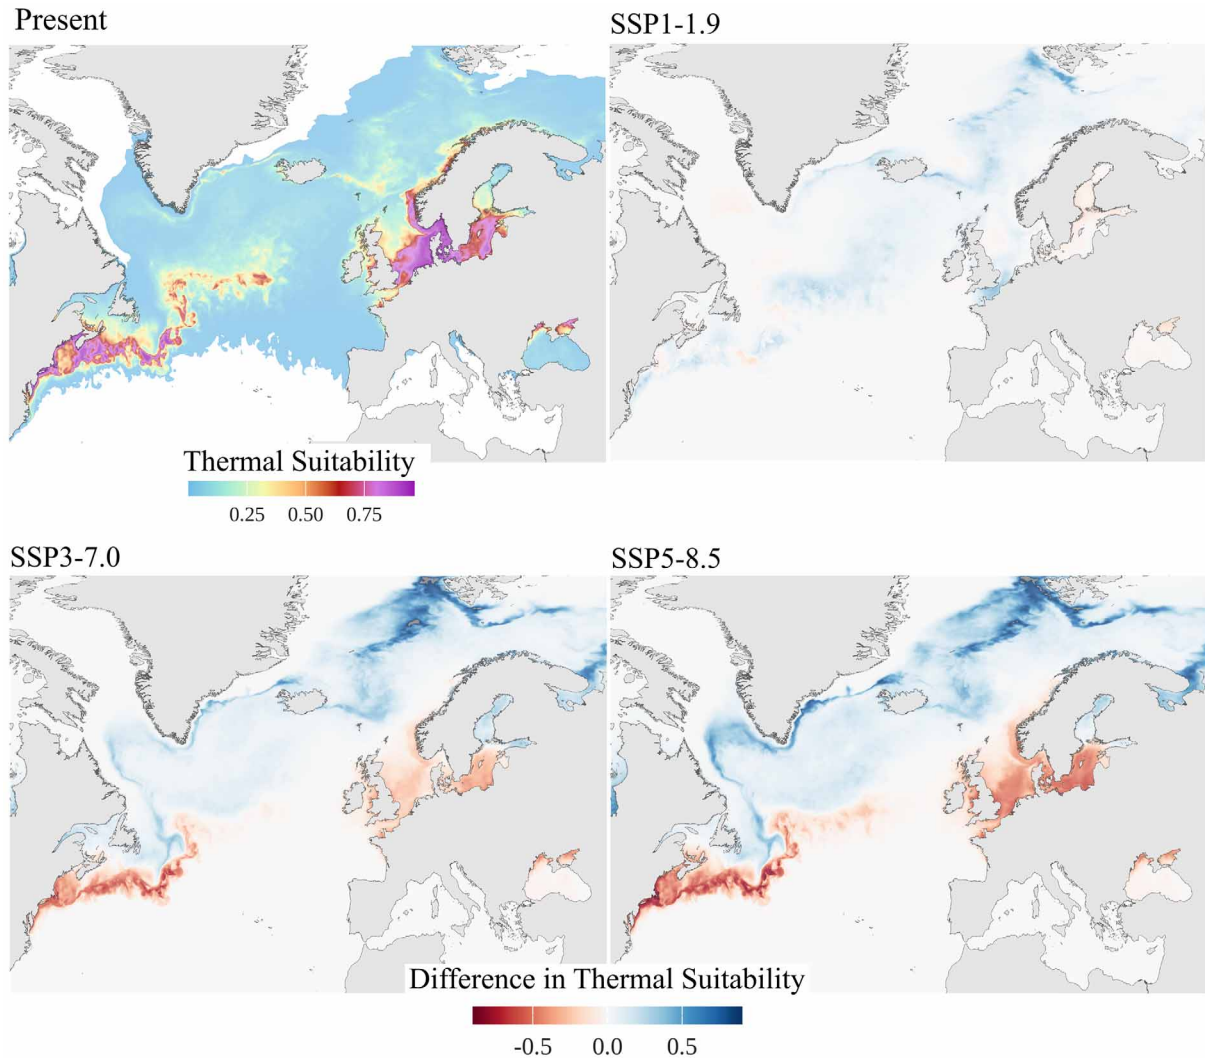 Present
SSP1-1.9
Thermal Suitability
0.25 0.50 0.75
SSP3-7.0
SSP5-8.5
Difference in Thermal Suitability
-0.5 0.0 0.5